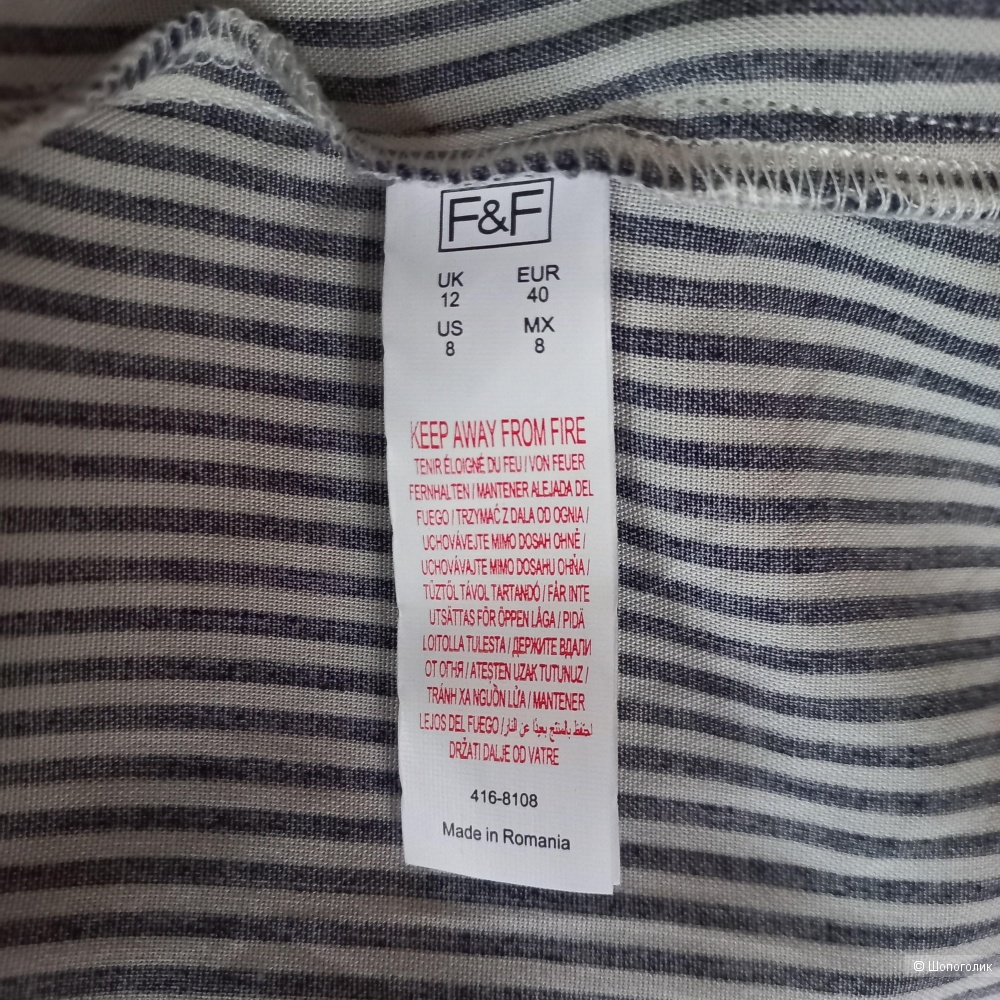 F&F
UK EUR
12 40
US MX
8 8
KEEP AWAY FROM FIRE
TENIR ÉLOIGNÉ DU FEU / VON FEUER
FERNHALTEN / MANTENER ALEJADA DEL
FUEGO / TRZYMAĆ Z DALA OD OGNIA /
UCHOVÁVEJTE MIMO DOSAH OHNĚ /
UCHOVÁVAJTE MIMO DOSAHU OHŇA /
TŰZTŐL TÁVOL TARTANDÓ / FÅR INTE
UTSÄTTAS FÖR ÖPPEN LÅGA / PIDÄ
LOITOLLA TULESTA / ДЕРЖИТЕ ВДАЛИ
ОТ ОГНЯ / ATEŞTEN UZAK TUTUNUZ /
TRÁNH XA NGUỒN LỬA / MANTENER
LEJOS DEL FUEGO / احتفظ بالمنتج بعيدًا عن النار /
DRŽATI DALJE OD VATRE
416-8108
Made in Romania
© Шопоголик